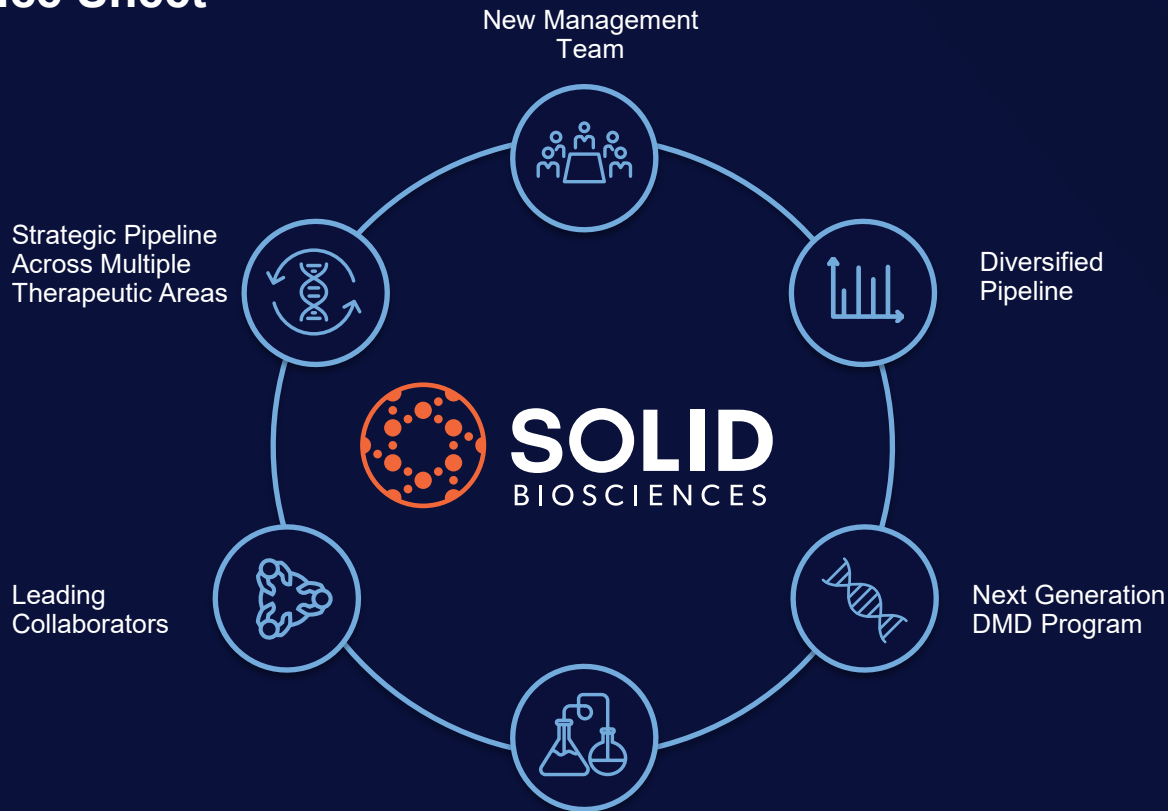 Sheet
New Management
Team
Strategic Pipeline
Across Multiple
Therapeutic Areas
Diversified
Pipeline
SOLID
BIOSCIENCES
Leading
Collaborators
Next Generation
DMD Program